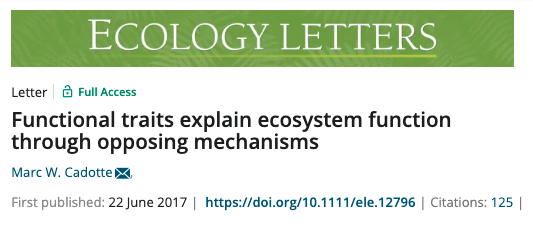 ECOLOGY LETTERS
Letter | Full Access
Functional traits explain ecosystem function
through opposing mechanisms
Marc W. Cadotte,
First published: 22 June 2017 | https://doi.org/10.1111/ele.12796 | Citations: 125 |